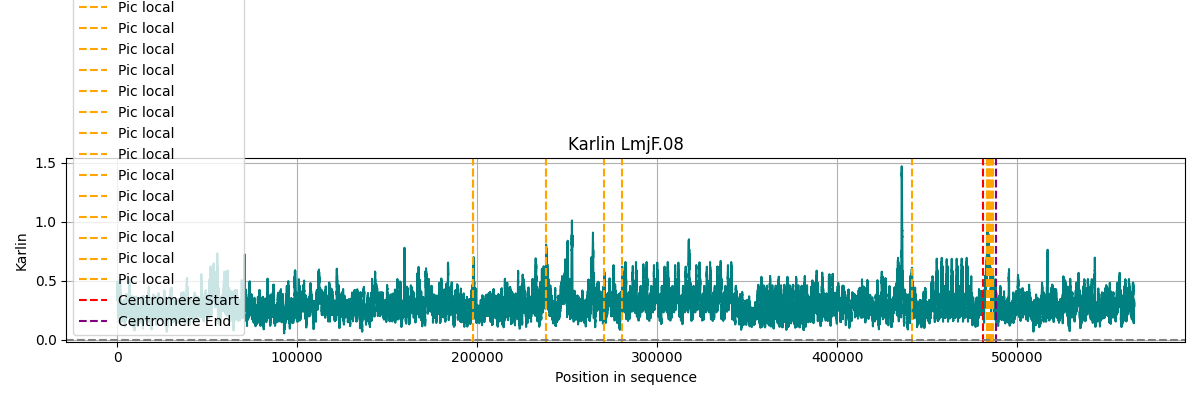 Pic local
Pic local
Pic local
Pic local
Pic local
Pic local
Pic local
Pic local
Pic local
Pic local
Pic local
Pic local
Pic local
Pic local
Centromere Start
Centromere End
Karlin LmjF.08
1.5
1.0
0.5
0.0
Karlin
0
100000
200000
300000
400000
500000
Position in sequence